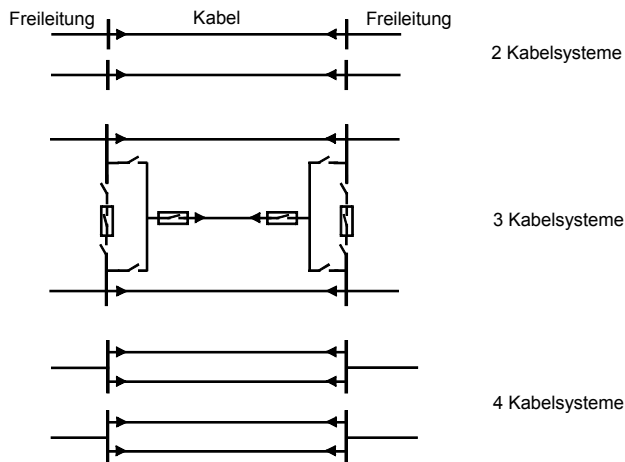 Freileitung
Kabel
Freileitung
2 Kabelsysteme
3 Kabelsysteme
4 Kabelsysteme